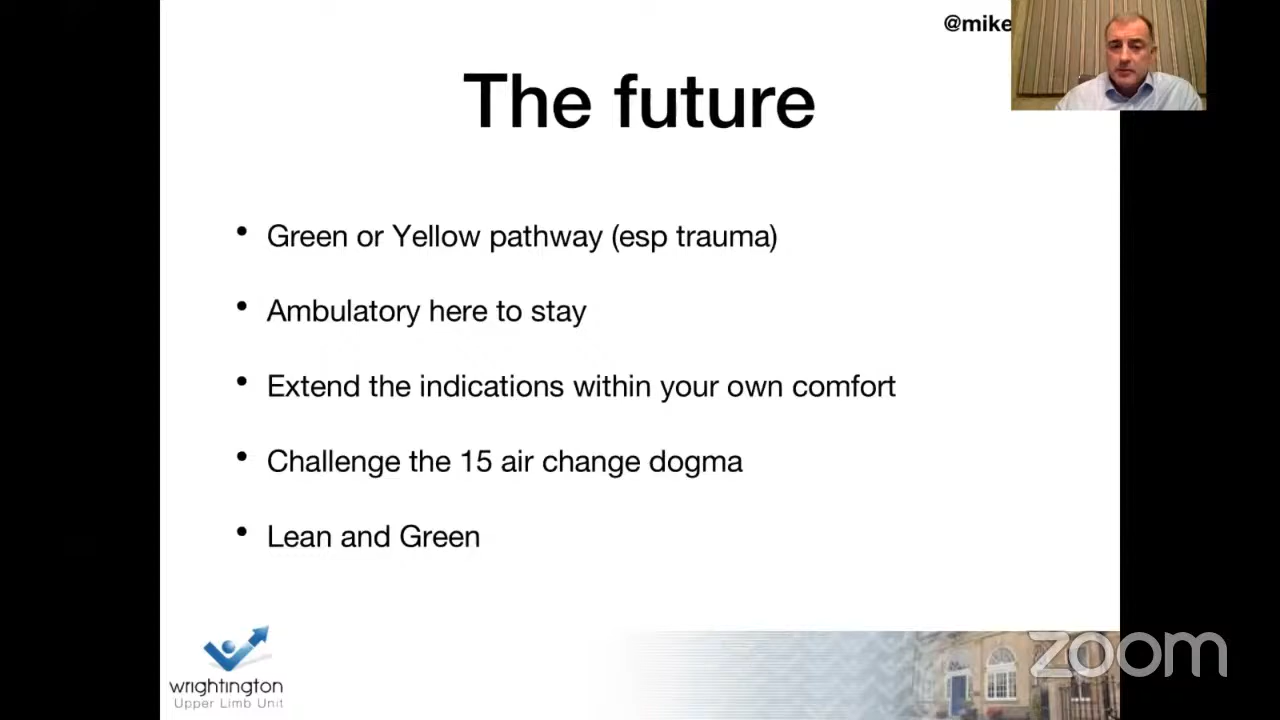 @mike
The future
• Green or Yellow pathway (esp trauma)
• Ambulatory here to stay
• Extend the indications within your own comfort
• Challenge the 15 air change dogma
• Lean and Green
wrightington
Upper Limb Unit
zoom